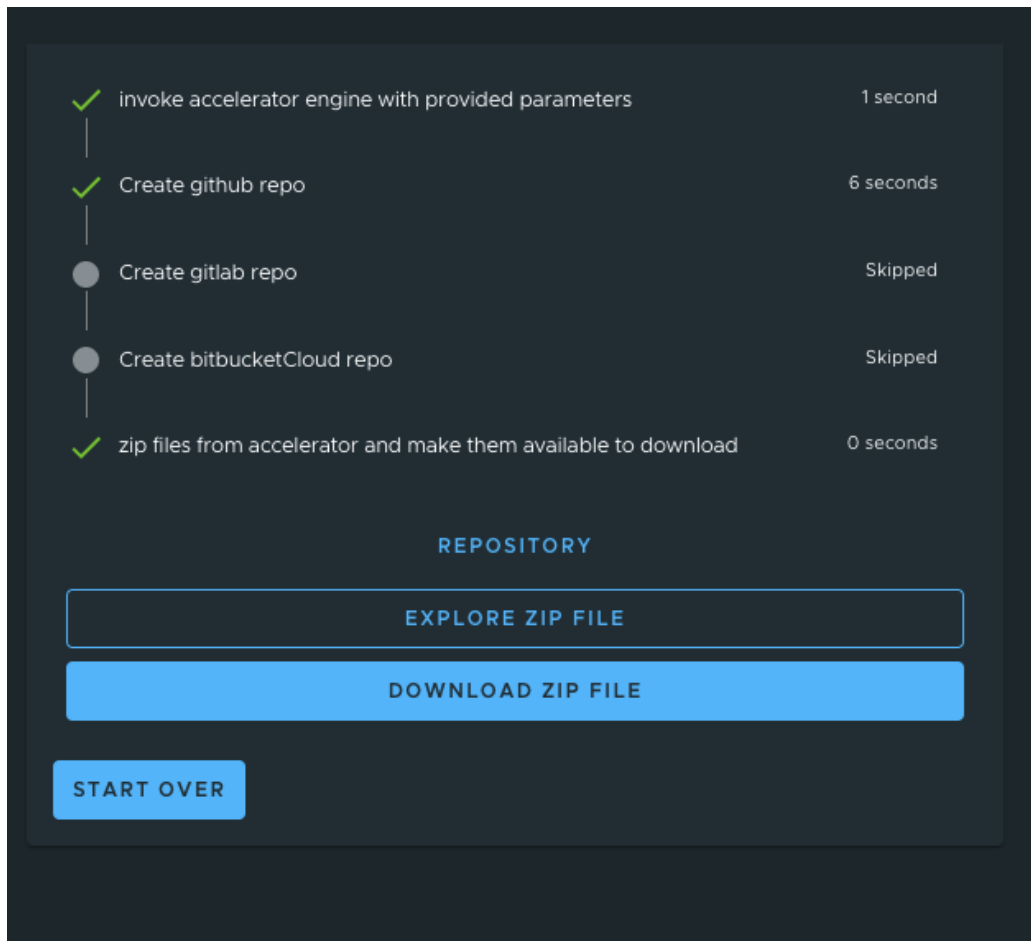 invoke accelerator engine with provided parameters 1 second
Create github repo 6 seconds
Create gitlab repo Skipped
Create bitbucketCloud repo Skipped
zip files from accelerator and make them available to download 0 seconds
REPOSITORY
EXPLORE ZIP FILE
DOWNLOAD ZIP FILE
START OVER